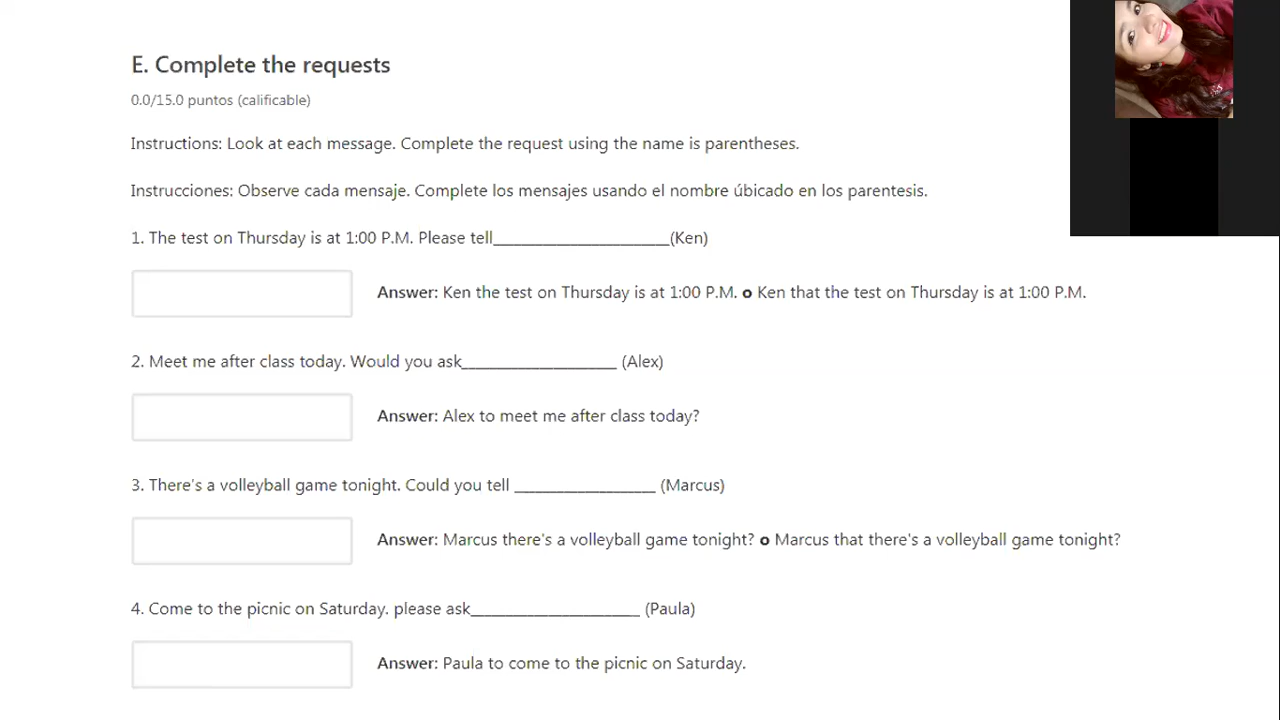 E. Complete the requests
0.0/15.0 puntos (calificable)
Instructions: Look at each message. Complete the request using the name is parentheses.
Instrucciones: Observe cada mensaje. Complete los mensajes usando el nombre úbicado en los parentesis.
1. The test on Thursday is at 1:00 P.M. Please tell_________________________(Ken)
Answer: Ken the test on Thursday is at 1:00 P.M. o Ken that the test on Thursday is at 1:00 P.M.
2. Meet me after class today. Would you ask______________________ (Alex)
Answer: Alex to meet me after class today?
3. There's a volleyball game tonight. Could you tell ____________________ (Marcus)
Answer: Marcus there's a volleyball game tonight? o Marcus that there's a volleyball game tonight?
4. Come to the picnic on Saturday. please ask________________________ (Paula)
Answer: Paula to come to the picnic on Saturday.